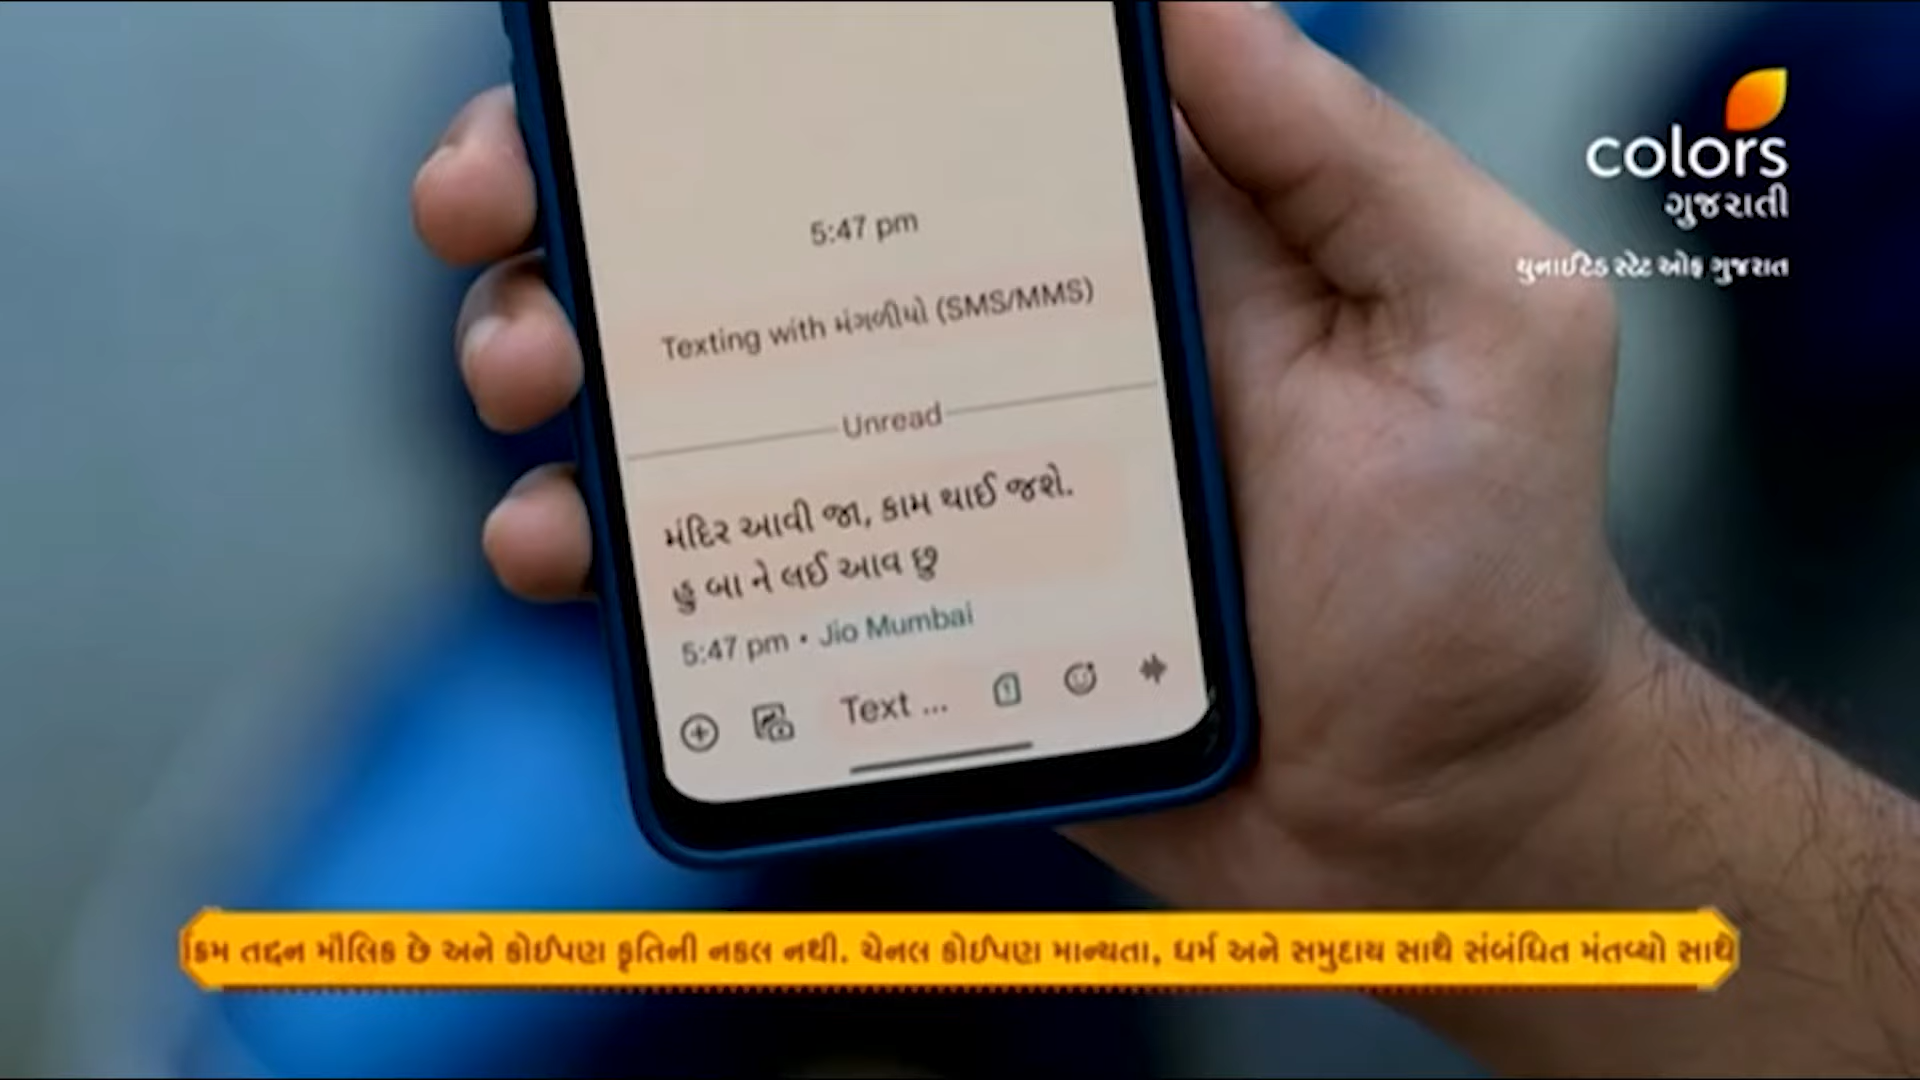 colors
ગુજરાતી
યુનાઈટિડ સ્ટેટ ઓફ ગુજરાત
5:47 pm
Texting with મંગળીયો (SMS/MMS)
Unread
મંદિર આવી જા, કામ થાઈ જશે.
હુ બા ને લઈ આવ છુ
5:47 pm • Jio Mumbai
Text ...
તદ્દન મૌલિક છે અને કોઈપણ કૃતિની નકલ નથી. ચેનલ કોઈપણ માન્યતા, ધર્મ અને સમુદાય સાથે સંબંધિત મંતવ્યો સાથે